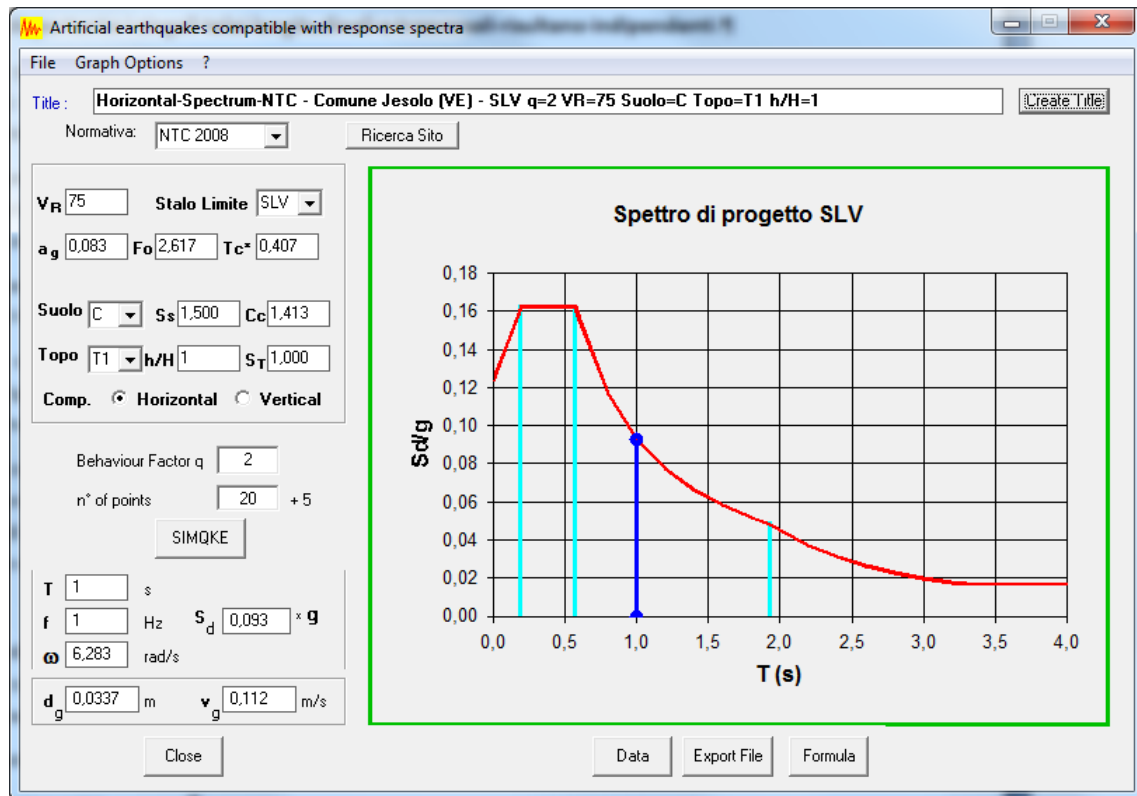 Artificial earthquakes compatible with response spectra
File Graph Options ?
Title : Horizontal-Spectrum-NTC - Comune Jesolo (VE) - SLV q=2 VR=75 Suolo=C Topo=T1 h/H=1 Create Title
Normativa: NTC 2008 Ricerca Sito
VR 75 Stalo Limite SLV
ag 0,083 Fo 2,617 Tc* 0,407
Suolo C Ss 1,500 Cc 1,413
Topo T1 h/H 1 ST 1,000
Comp. Horizontal Vertical
Behaviour Factor q 2
n° of points 20 + 5
SIMQKE
T 1 s
f 1 Hz Sd 0,093 × g
ω 6,283 rad/s
dg 0,0337 m vg 0,112 m/s
Close
Spettro di progetto SLV
0,18
0,16
0,14
0,12
0,10
0,08
0,06
0,04
0,02
0,00
Sd/g
0,0 0,5 1,0 1,5 2,0 2,5 3,0 3,5 4,0
T (s)
Data Export File Formula